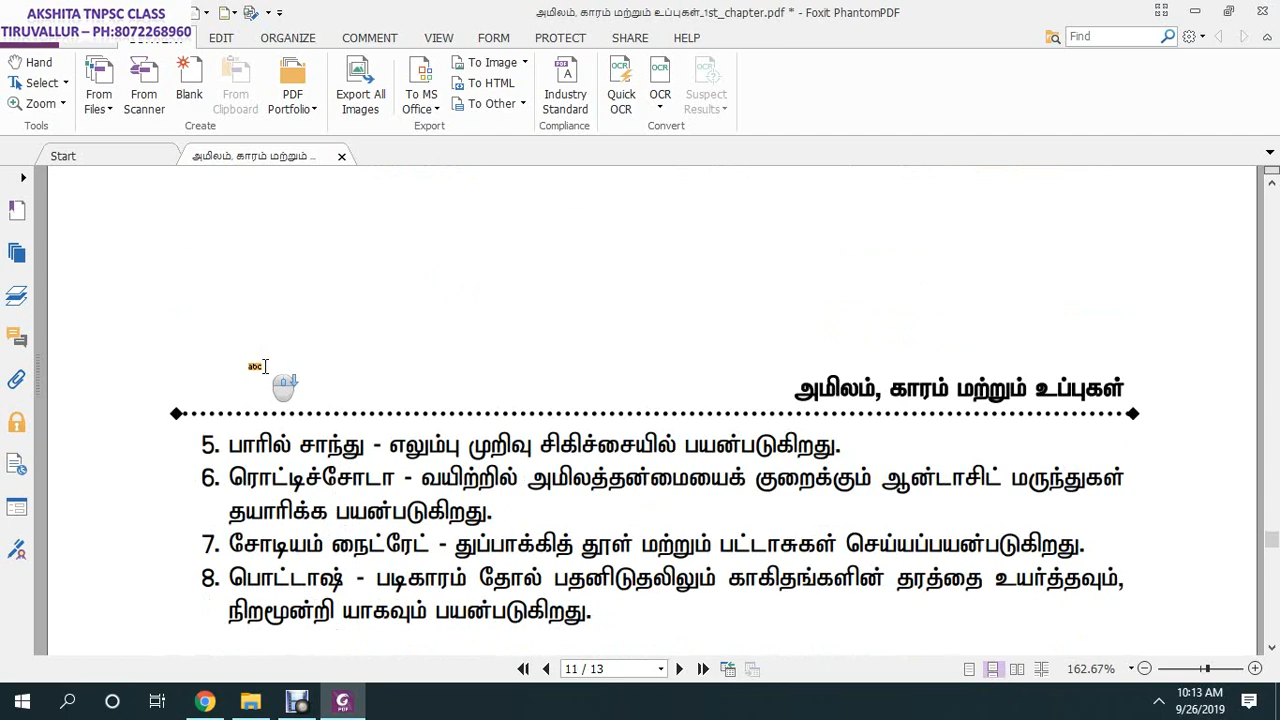 AKSHITA TNPSC CLASS
TIRUVALLUR – PH:8072268960
அமிலம், காரம் மற்றும் உப்புகள்_1st_chapter.pdf * - Foxit PhantomPDF
EDIT ORGANIZE COMMENT VIEW FORM PROTECT SHARE HELP
Find
Hand
Select
Zoom
Tools
From Files
From Scanner
Blank
From Clipboard
PDF Portfolio
Create
Export All Images
To MS Office
To Image
To HTML
To Other
Export
Industry Standard
Compliance
Quick OCR
OCR
Suspect Results
Convert
Start
அமிலம், காரம் மற்றும் ...
abc
அமிலம், காரம் மற்றும் உப்புகள்
5. பாரில் சாந்து - எலும்பு முறிவு சிகிச்சையில் பயன்படுகிறது.
6. ரொட்டிச்சோடா - வயிற்றில் அமிலத்தன்மையைக் குறைக்கும் ஆன்டாசிட் மருந்துகள்
தயாரிக்க பயன்படுகிறது.
7. சோடியம் நைட்ரேட் - துப்பாக்கித் தூள் மற்றும் பட்டாசுகள் செய்யப்பயன்படுகிறது.
8. பொட்டாஷ் - படிகாரம் தோல் பதனிடுதலிலும் காகிதங்களின் தரத்தை உயர்த்தவும்,
நிறமூன்றி யாகவும் பயன்படுகிறது.
11 / 13
162.67%
10:13 AM
9/26/2019